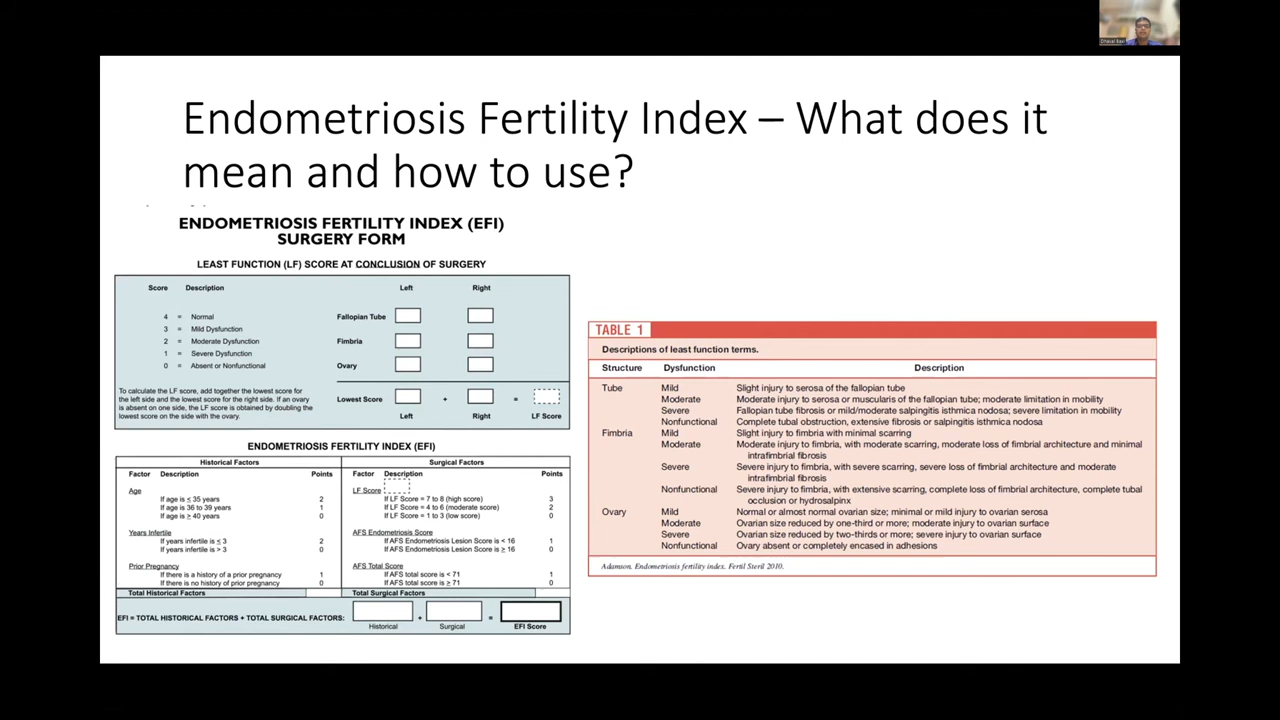 Endometriosis Fertility Index – What does it
mean and how to use?
ENDOMETRIOSIS FERTILITY INDEX (EFI)
SURGERY FORM
LEAST FUNCTION (LF) SCORE AT CONCLUSION OF SURGERY
Score Description Left Right
4 = Normal Fallopian Tube
3 = Mild Dysfunction
2 = Moderate Dysfunction Fimbria
1 = Severe Dysfunction
0 = Absent or Nonfunctional Ovary
To calculate the LF score, add together the lowest score for
the left side and the lowest score for the right side. If an ovary
is absent on one side, the LF score is obtained by doubling the
lowest score on the side with the ovary.
Lowest Score + =
Left Right LF Score
ENDOMETRIOSIS FERTILITY INDEX (EFI)
Historical Factors Surgical Factors
Factor Description Points Factor Description Points
Age
If age is ≤ 35 years 2
If age is 36 to 39 years 1
If age is ≥ 40 years 0
Years Infertile
If years infertile is ≤ 3 2
If years infertile is > 3 0
Prior Pregnancy
If there is a history of a prior pregnancy 1
If there is no history of prior pregnancy 0
Total Historical Factors
LF Score
If LF Score = 7 to 8 (high score) 3
If LF Score = 4 to 6 (moderate score) 2
If LF Score = 1 to 3 (low score) 0
AFS Endometriosis Score
If AFS Endometriosis Lesion Score is < 16 1
If AFS Endometriosis Lesion Score is ≥ 16 0
AFS Total Score
If AFS total score is < 71 1
If AFS total score is ≥ 71 0
Total Surgical Factors
EFI = TOTAL HISTORICAL FACTORS + TOTAL SURGICAL FACTORS: + =
Historical Surgical EFI Score
TABLE 1
Descriptions of least function terms.
Structure Dysfunction Description
Tube Mild Slight injury to serosa of the fallopian tube
Moderate Moderate injury to serosa or muscularis of the fallopian tube; moderate limitation in mobility
Severe Fallopian tube fibrosis or mild/moderate salpingitis isthmica nodosa; severe limitation in mobility
Nonfunctional Complete tubal obstruction, extensive fibrosis or salpingitis isthmica nodosa
Fimbria Mild Slight injury to fimbria with minimal scarring
Moderate Moderate injury to fimbria, with moderate scarring, moderate loss of fimbrial architecture and minimal
intrafimbrial fibrosis
Severe Severe injury to fimbria, with severe scarring, severe loss of fimbrial architecture and moderate
intrafimbrial fibrosis
Nonfunctional Severe injury to fimbria, with extensive scarring, complete loss of fimbrial architecture, complete tubal
occlusion or hydrosalpinx
Ovary Mild Normal or almost normal ovarian size; minimal or mild injury to ovarian serosa
Moderate Ovarian size reduced by one-third or more; moderate injury to ovarian surface
Severe Ovarian size reduced by two-thirds or more; severe injury to ovarian surface
Nonfunctional Ovary absent or completely encased in adhesions
Adamson. Endometriosis fertility index. Fertil Steril 2010.